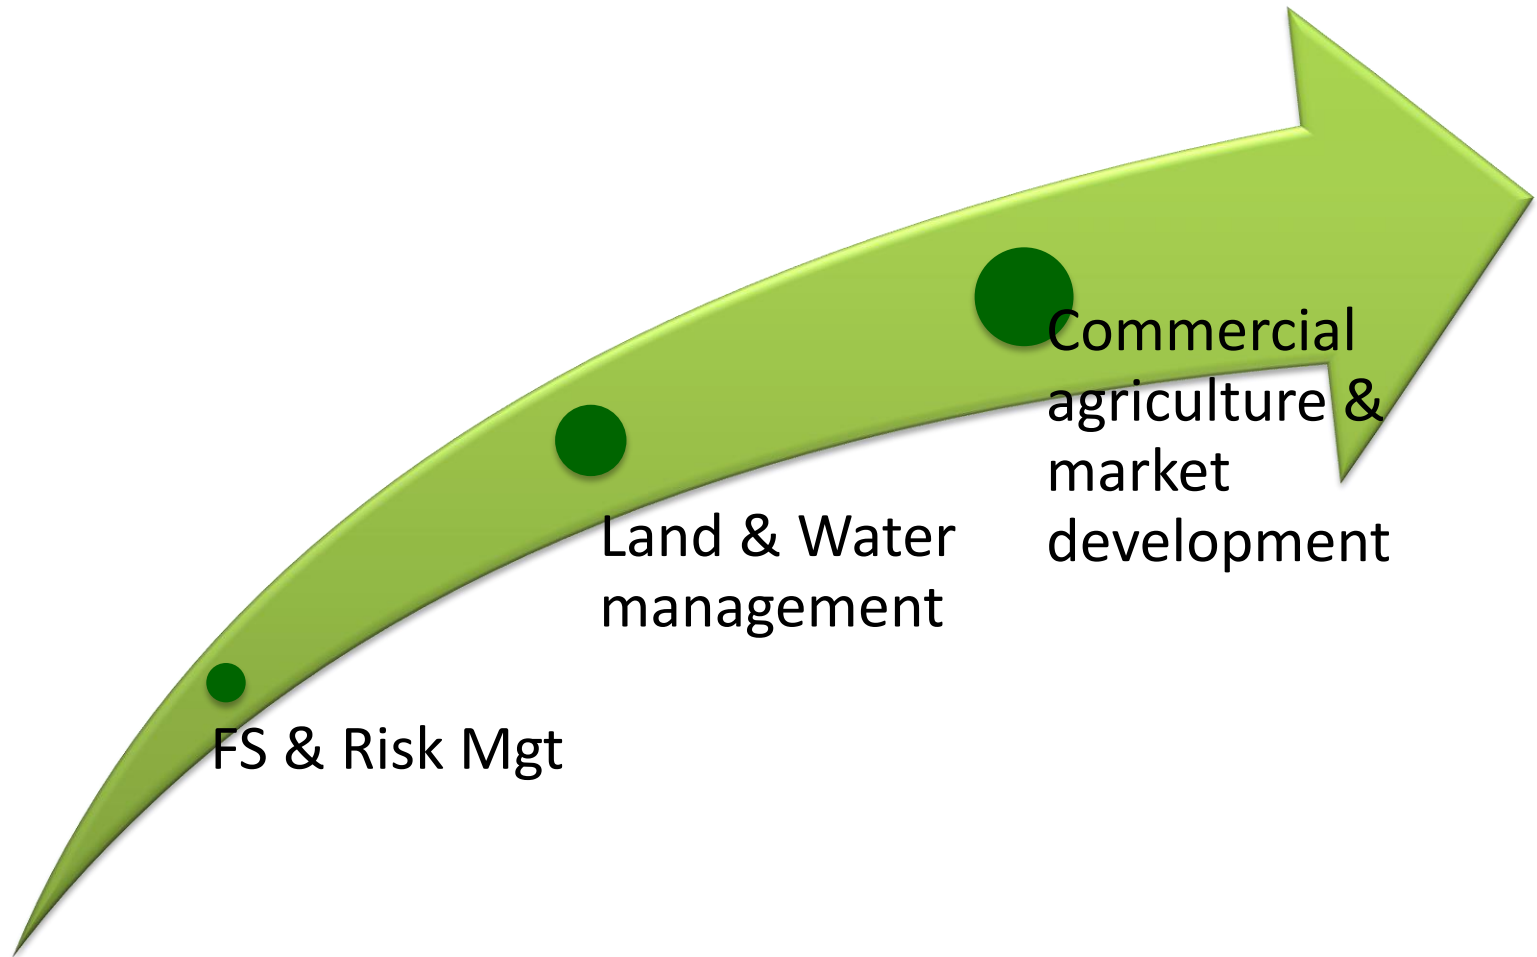 Commercial
agriculture &
market
development
Land & Water
management
FS & Risk Mgt